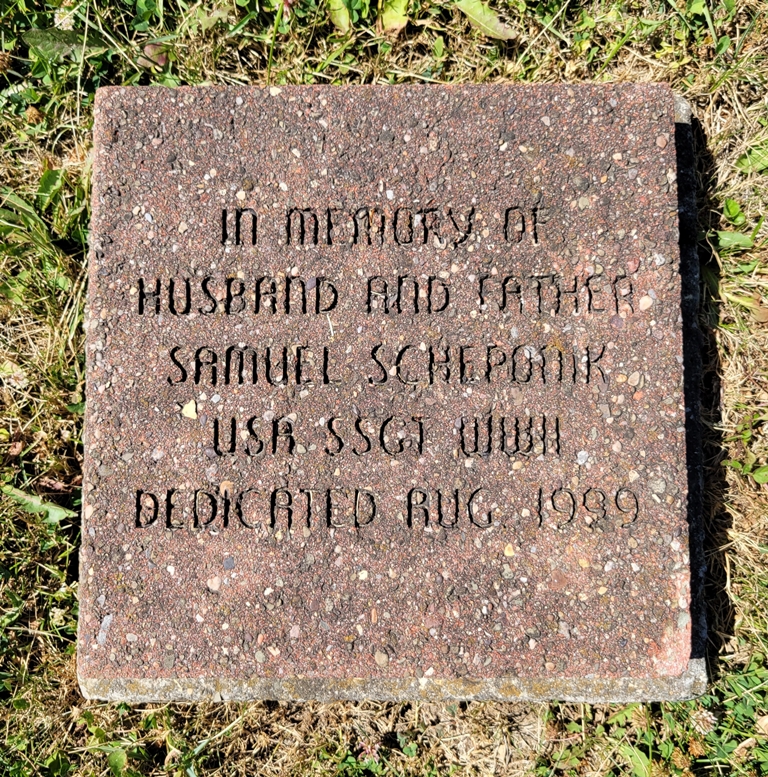 IN MEMORY OF
HUSBAND AND FATHER
SAMUEL SCHEPONIK
USA SSGT WWII
DEDICATED AUG. 1999